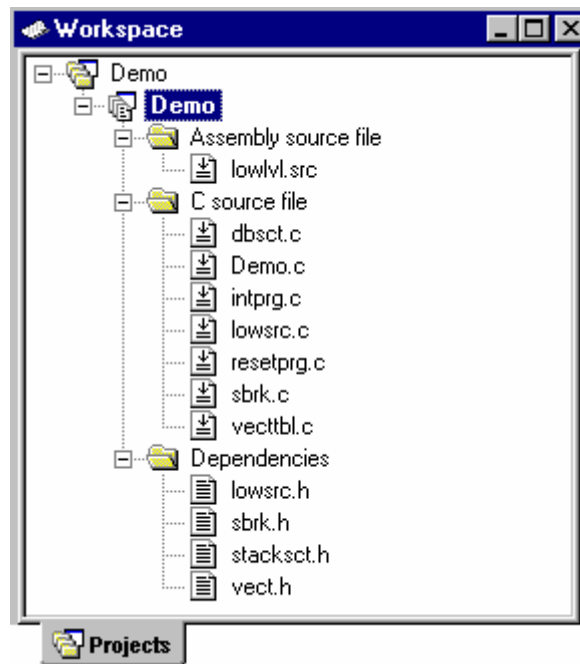 Workspace
Demo
Demo
Assembly source file
lowlvl.src
C source file
dbsct.c
Demo.c
intprg.c
lowsrc.c
resetprg.c
sbrk.c
vecttbl.c
Dependencies
lowsrc.h
sbrk.h
stacksct.h
vect.h
Projects